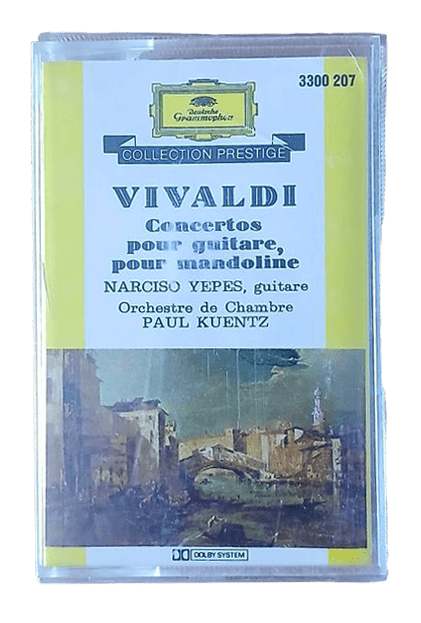 3300 207
Deutsche
Grammophon
COLLECTION PRESTIGE
VIVALDI
Concertos
pour guitare,
pour mandoline
NARCISO YEPES, guitare
Orchestre de Chambre
PAUL KUENTZ
DOLBY SYSTEM